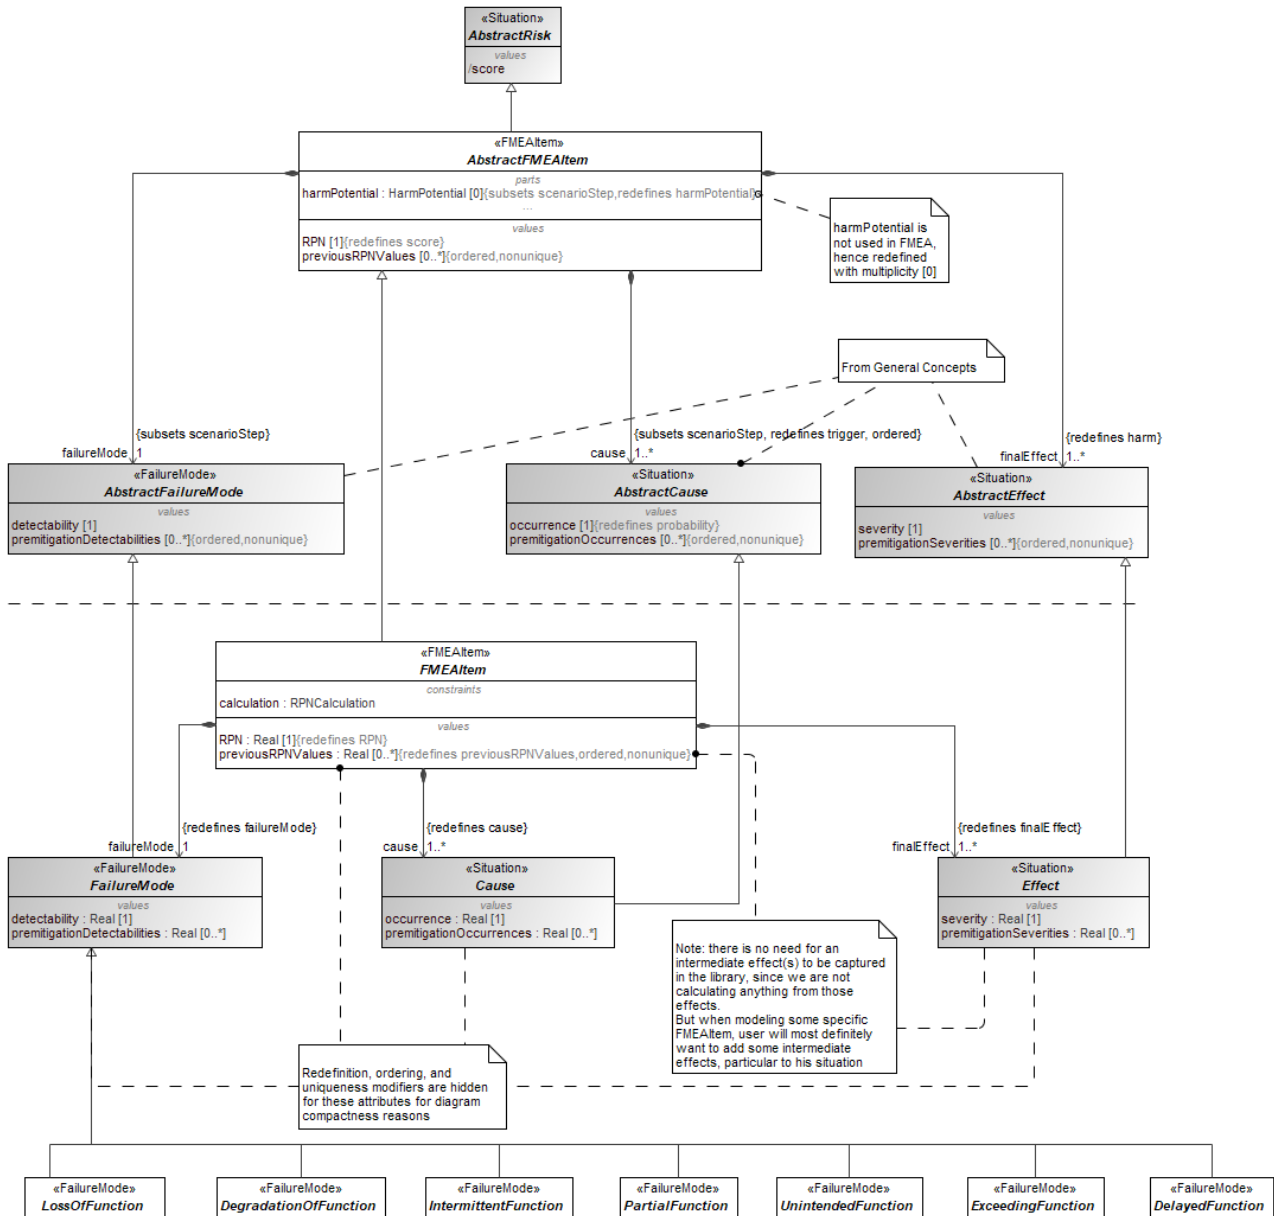 «Situation»
AbstractRisk
values
/score
«FMEAItem»
AbstractFMEAItem
parts
harmPotential : HarmPotential [0]{subsets scenarioStep,redefines harmPotential}
...
values
RPN [1]{redefines score}
previousRPNValues [0..*]{ordered,nonunique}
harmPotential is
not used in FMEA,
hence redefined
with multiplicity [0]
From General Concepts
{subsets scenarioStep}
failureMode 1
{subsets scenarioStep, redefines trigger, ordered}
cause 1..*
{redefines harm}
finalEffect 1..*
«FailureMode»
AbstractFailureMode
values
detectability [1]
premitigationDetectabilities [0..*]{ordered,nonunique}
«Situation»
AbstractCause
values
occurrence [1]{redefines probability}
premitigationOccurrences [0..*]{ordered,nonunique}
«Situation»
AbstractEffect
values
severity [1]
premitigationSeverities [0..*]{ordered,nonunique}
«FMEAItem»
FMEAItem
constraints
calculation : RPNCalculation
values
RPN : Real [1]{redefines RPN}
previousRPNValues : Real [0..*]{redefines previousRPNValues,ordered,nonunique}
{redefines failureMode}
failureMode 1
{redefines cause}
cause 1..*
{redefines finalEffect}
finalEffect 1..*
«FailureMode»
FailureMode
values
detectability : Real [1]
premitigationDetectabilities : Real [0..*]
«Situation»
Cause
values
occurrence : Real [1]
premitigationOccurrences : Real [0..*]
«Situation»
Effect
values
severity : Real [1]
premitigationSeverities : Real [0..*]
Note: there is no need for an
intermediate effect(s) to be captured
in the library, since we are not
calculating anything from those
effects.
But when modeling some specific
FMEAItem, user will most definitely
want to add some intermediate
effects, particular to his situation
Redefinition, ordering, and
uniqueness modifiers are hidden
for these attributes for diagram
compactness reasons
«FailureMode»
LossOfFunction
«FailureMode»
DegradationOfFunction
«FailureMode»
IntermittentFunction
«FailureMode»
PartialFunction
«FailureMode»
UnintendedFunction
«FailureMode»
ExceedingFunction
«FailureMode»
DelayedFunction